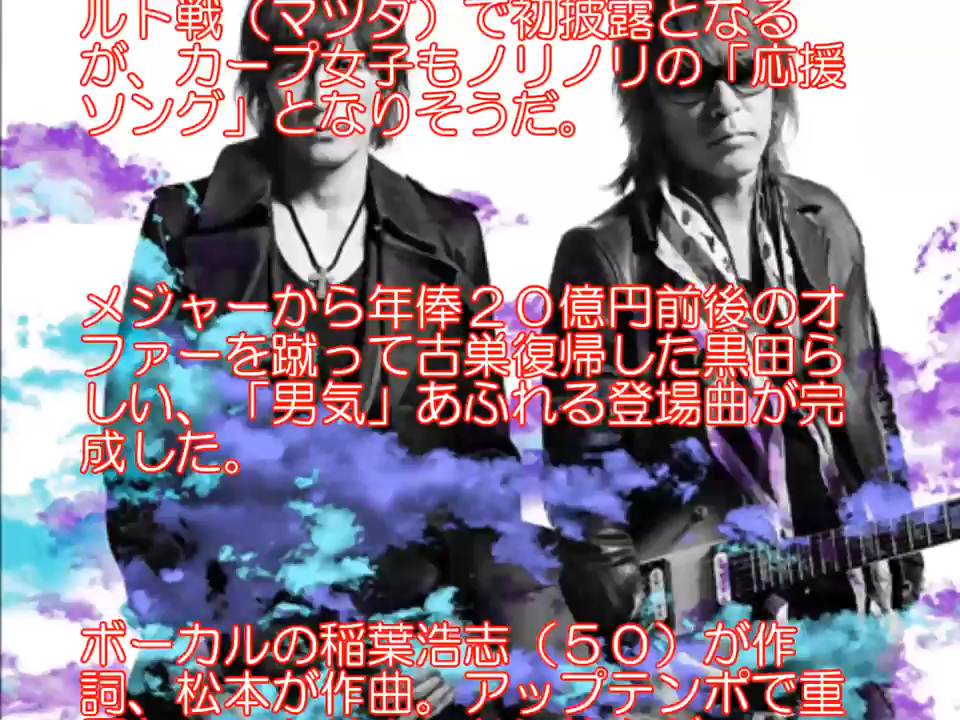 ルト戦（マツダ）で初披露となる
が、カープ女子もノリノリの「応援
ソング」となりそうだ。
メジャーから年俸２０億円前後のオ
ファーを蹴って古巣復帰した黒田ら
しい、「男気」あふれる登場曲が完
成した。
ボーカルの稲葉浩志（５０）が作
詞、松本が作曲。アップテンポで重